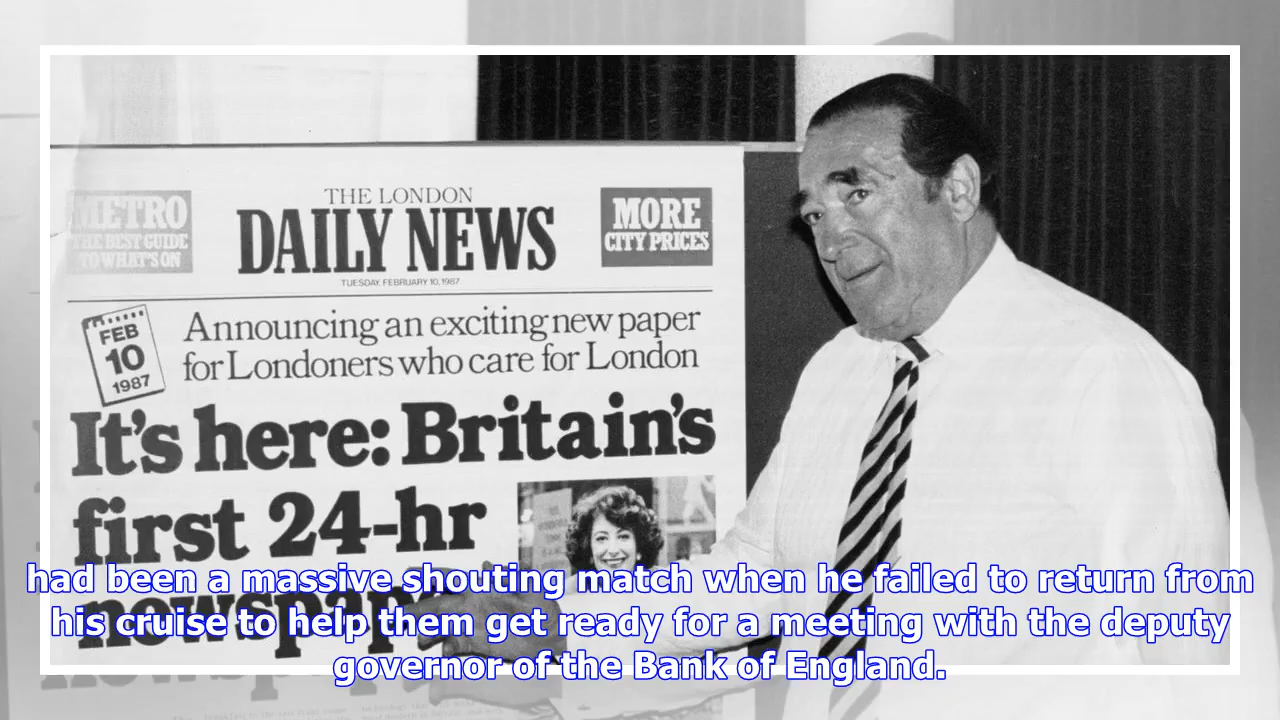 METRO
THE BEST GUIDE
TO WHAT'S ON
THE LONDON
DAILY NEWS
TUESDAY, FEBRUARY 10, 1987
MORE
CITY PRICES
FEB
10
1987
Announcing an exciting new paper
for Londoners who care for London
It's here: Britain's
first 24-hr
newspap
had been a massive shouting match when he failed to return from
his cruise to help them get ready for a meeting with the deputy
governor of the Bank of England.